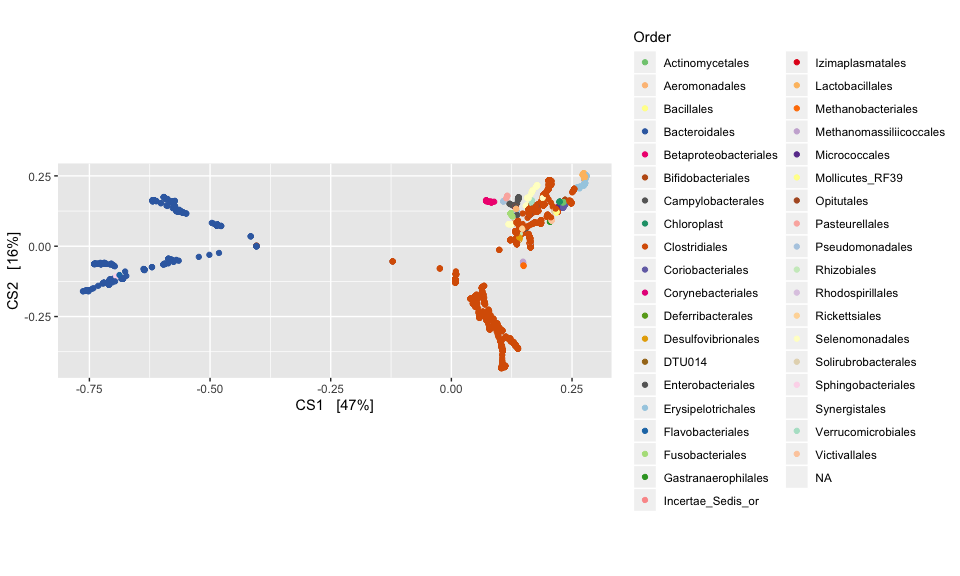 Order
Actinomycetales
Aeromonadales
Bacillales
Bacteroidales
Betaproteobacteriales
Bifidobacteriales
Campylobacterales
Chloroplast
Clostridiales
Coriobacteriales
Corynebacteriales
Deferribacterales
Desulfovibrionales
DTU014
Enterobacteriales
Erysipelotrichales
Flavobacteriales
Fusobacteriales
Gastranaerophilales
Incertae_Sedis_or
Izimaplasmatales
Lactobacillales
Methanobacteriales
Methanomassiliicoccales
Micrococcales
Mollicutes_RF39
Opitutales
Pasteurellales
Pseudomonadales
Rhizobiales
Rhodospirillales
Rickettsiales
Selenomonadales
Solirubrobacterales
Sphingobacteriales
Synergistales
Verrucomicrobiales
Victivallales
NA
CS2 [16%]
0.25
0.00
-0.25
-0.75
-0.50
-0.25
0.00
0.25
CS1 [47%]